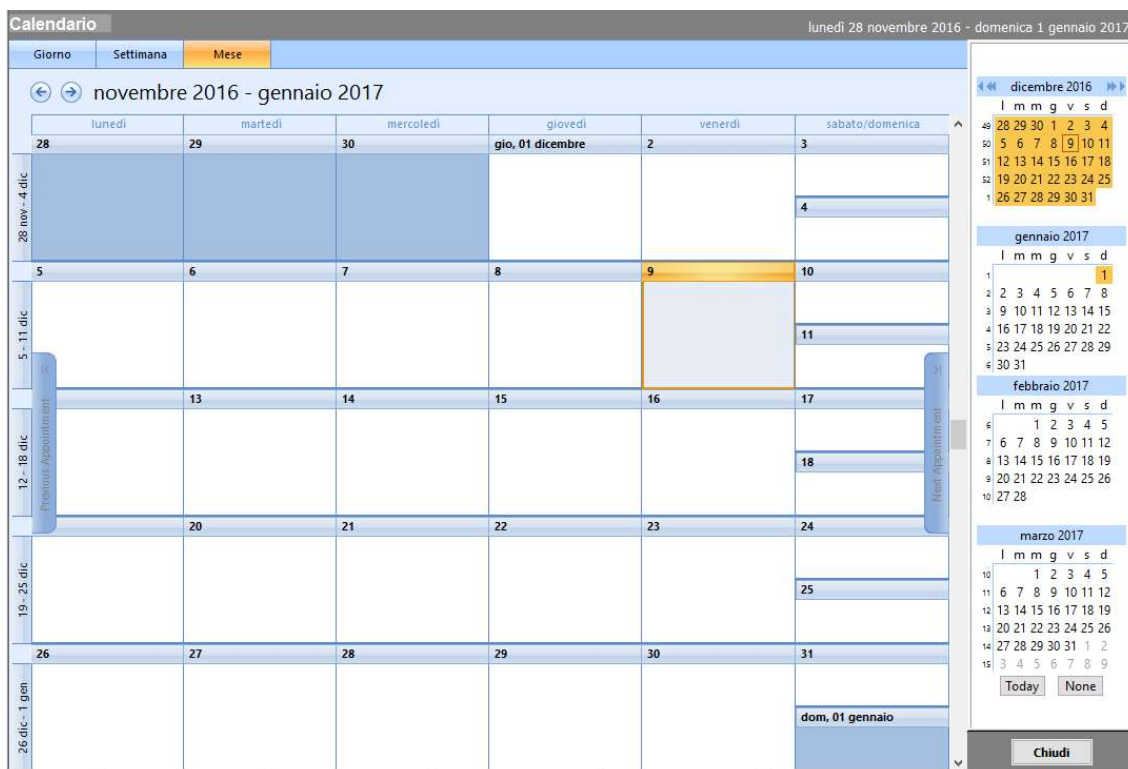 Calendario
lunedì 28 novembre 2016 - domenica 1 gennaio 2017
Giorno Settimana Mese
novembre 2016 - gennaio 2017
lunedì martedì mercoledì giovedì venerdì sabato/domenica
28 nov - 4 dic
28 29 30 gio, 01 dicembre 2 3
4
5 - 11 dic
5 6 7 8 9 10
11
12 - 18 dic
13 14 15 16 17
18
19 - 25 dic
20 21 22 23 24
25
26 dic - 1 gen
26 27 28 29 30 31
dom, 01 gennaio
Previous Appointment
Next Appointment
dicembre 2016
l m m g v s d
49 28 29 30 1 2 3 4
50 5 6 7 8 9 10 11
51 12 13 14 15 16 17 18
52 19 20 21 22 23 24 25
1 26 27 28 29 30 31
gennaio 2017
l m m g v s d
1 1
2 2 3 4 5 6 7 8
3 9 10 11 12 13 14 15
4 16 17 18 19 20 21 22
5 23 24 25 26 27 28 29
6 30 31
febbraio 2017
l m m g v s d
6 1 2 3 4 5
7 6 7 8 9 10 11 12
8 13 14 15 16 17 18 19
9 20 21 22 23 24 25 26
10 27 28
marzo 2017
l m m g v s d
10 1 2 3 4 5
11 6 7 8 9 10 11 12
12 13 14 15 16 17 18 19
13 20 21 22 23 24 25 26
14 27 28 29 30 31 1 2
15 3 4 5 6 7 8 9
Today None
Chiudi